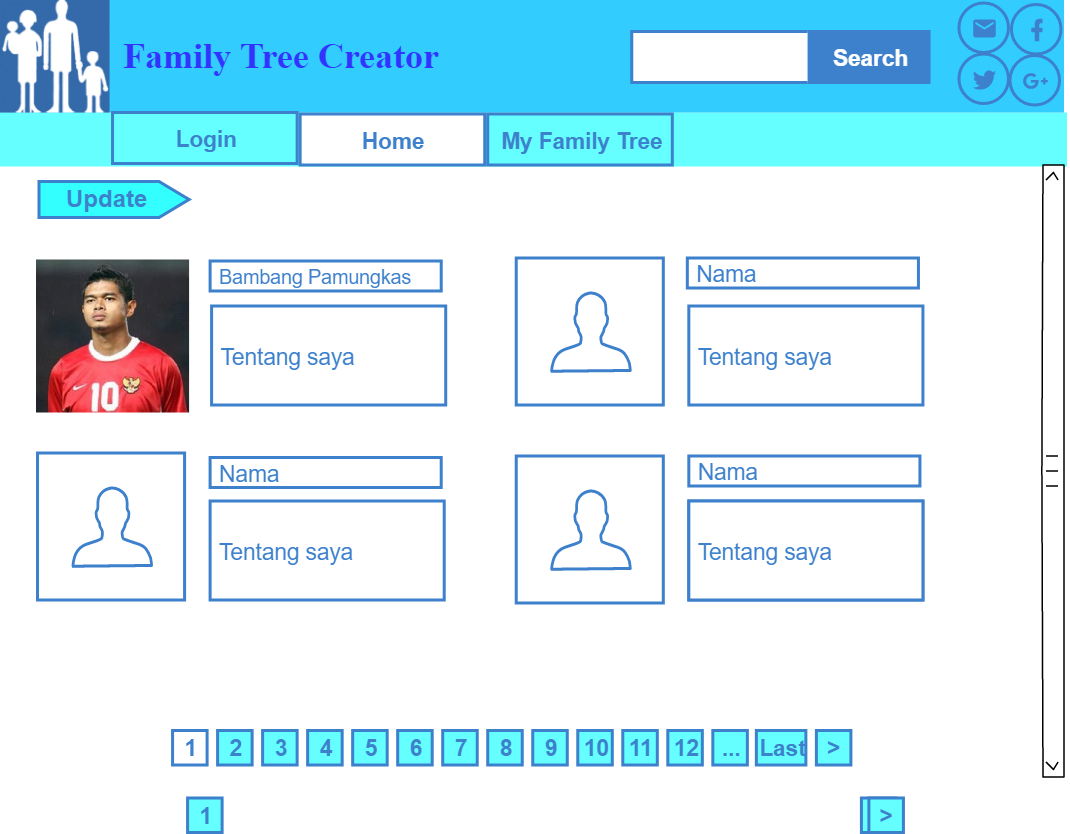 Family Tree Creator
Search
Login
Home
My Family Tree
Update
Bambang Pamungkas
Tentang saya
10
Nama
Tentang saya
Nama
Tentang saya
Nama
Tentang saya
1 2 3 4 5 6 7 8 9 10 11 12 ... Last >
1 >